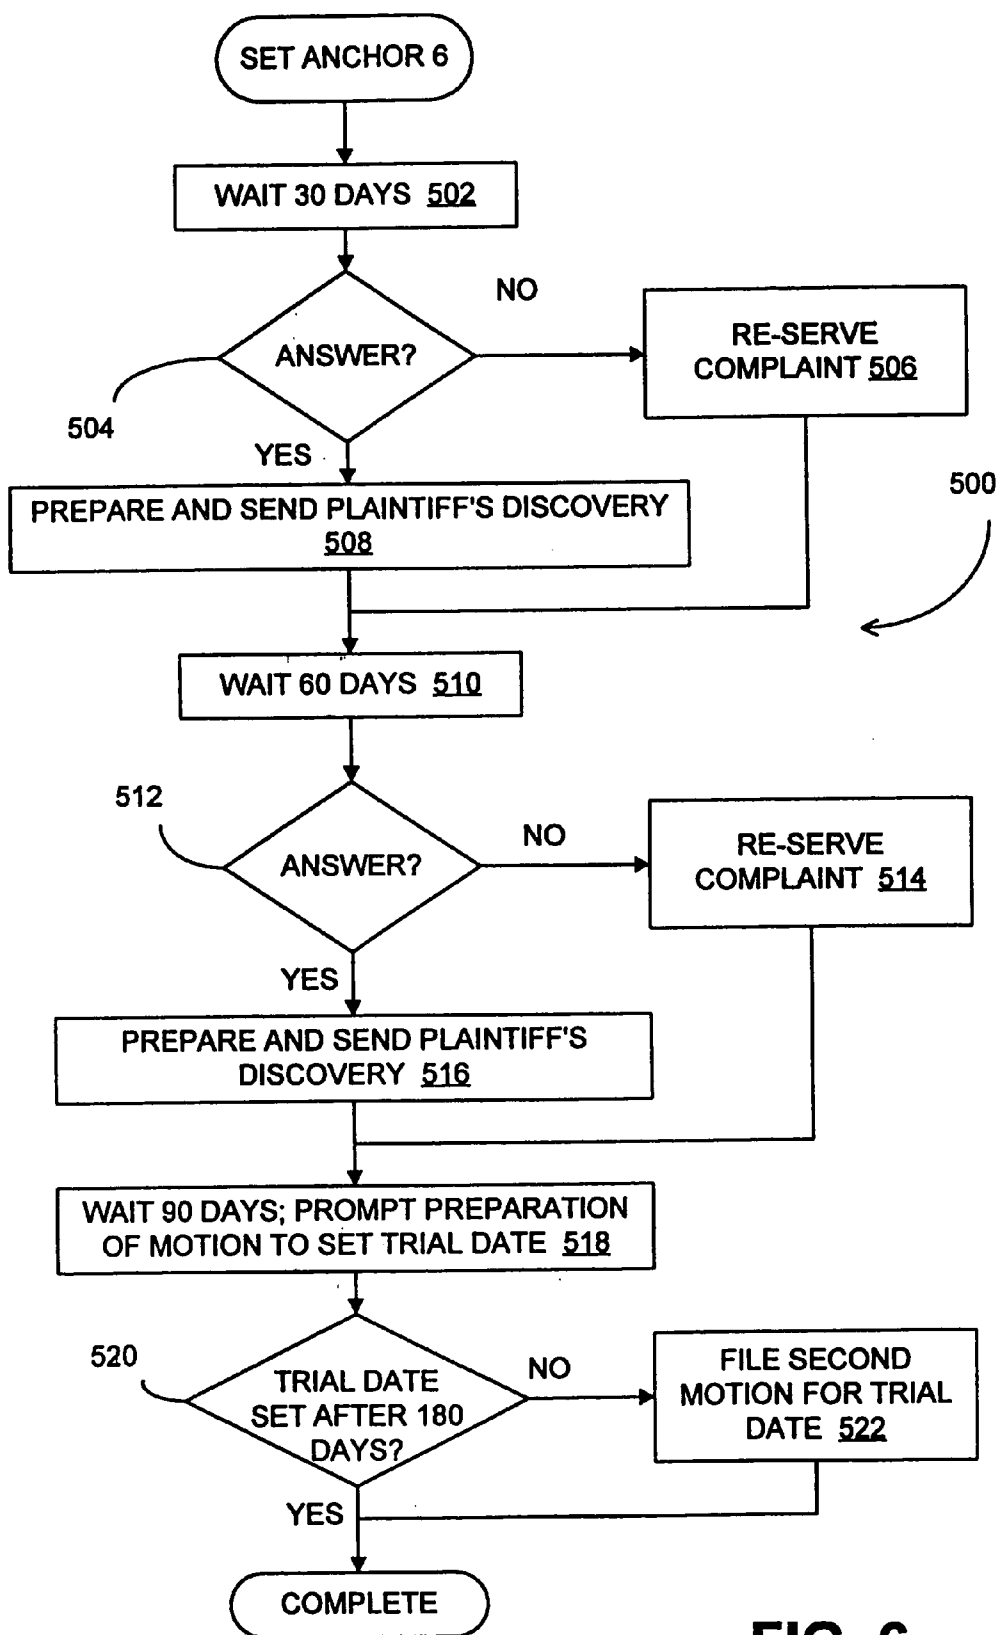 SET ANCHOR 6
WAIT 30 DAYS 502
NO
ANSWER?
RE-SERVE
COMPLAINT 506
504
YES
500
PREPARE AND SEND PLAINTIFF'S DISCOVERY
508
WAIT 60 DAYS 510
512
NO
ANSWER?
RE-SERVE
COMPLAINT 514
YES
PREPARE AND SEND PLAINTIFF'S
DISCOVERY 516
WAIT 90 DAYS; PROMPT PREPARATION
OF MOTION TO SET TRIAL DATE 518
520
NO
TRIAL DATE
SET AFTER 180
DAYS?
FILE SECOND
MOTION FOR TRIAL
DATE 522
YES
COMPLETE
FIG. 6